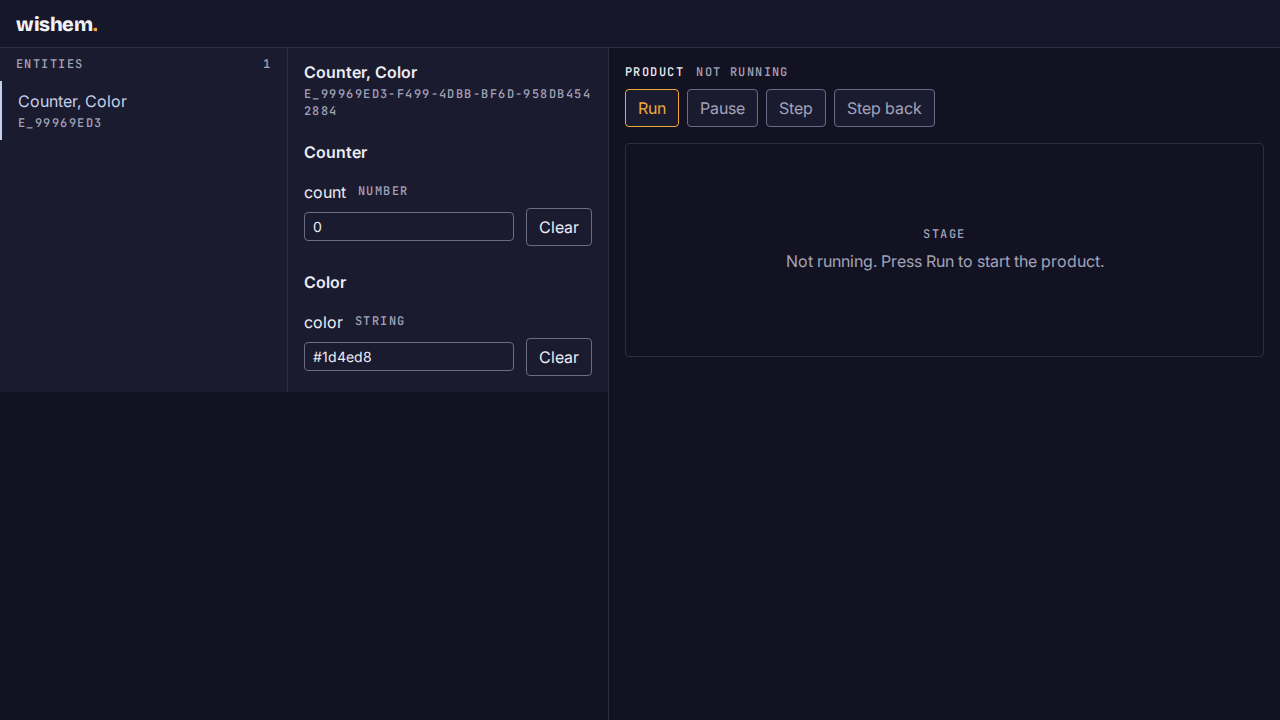 wishem.
ENTITIES 1
Counter, Color
E_99969ED3
Counter, Color
E_99969ED3-F499-4DBB-BF6D-958DB454
2884
Counter
count NUMBER
0 Clear
Color
color STRING
#1d4ed8 Clear
PRODUCT NOT RUNNING
Run Pause Step Step back
STAGE
Not running. Press Run to start the product.